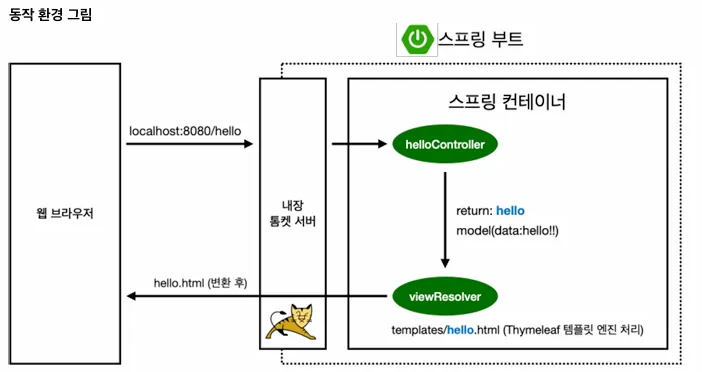 동작 환경 그림
스프링 부트
스프링 컨테이너
localhost:8080/hello
helloController
웹 브라우저
내장
톰켓 서버
return: hello
model(data:hello!!)
hello.html (변환 후)
viewResolver
templates/hello.html (Thymeleaf 템플릿 엔진 처리)